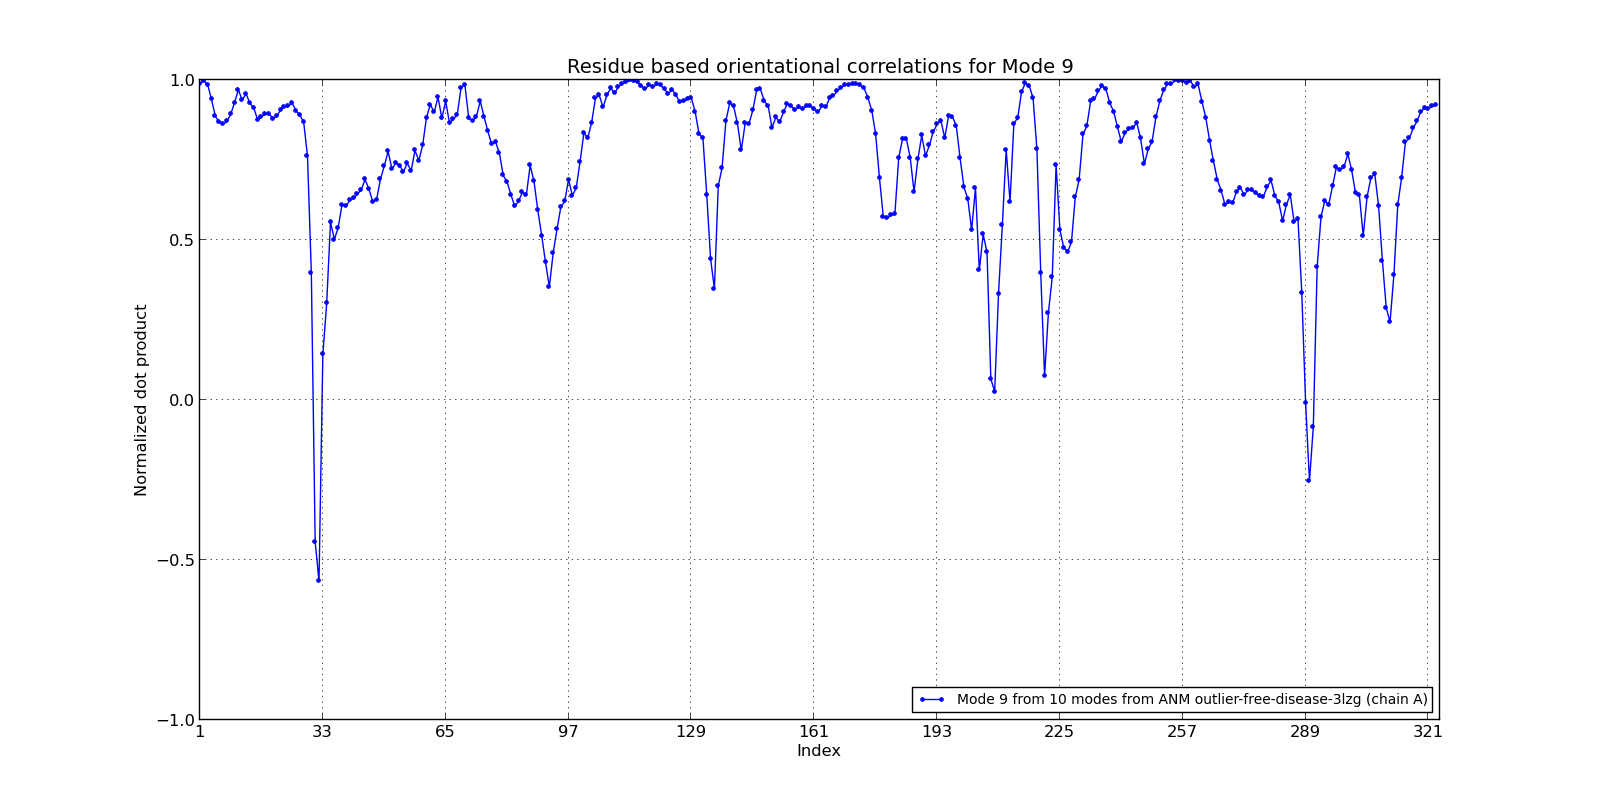 Residue based orientational correlations for Mode 9
1.0
0.5
0.0
−0.5
−1.0
Normalized dot product
1 33 65 97 129 161 193 225 257 289 321
Index
Mode 9 from 10 modes from ANM outlier-free-disease-3lzg (chain A)